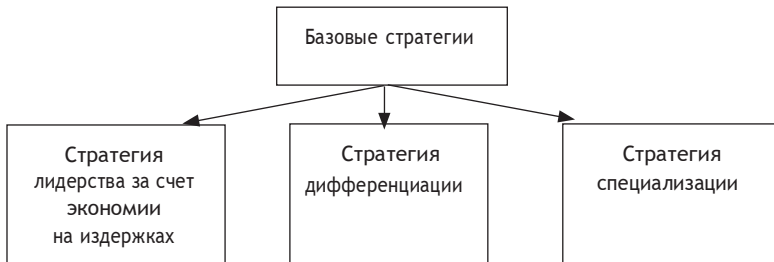 Базовые стратегии
Стратегия
лидерства за счет
экономии
на издержках
Стратегия
дифференциации
Стратегия
специализации